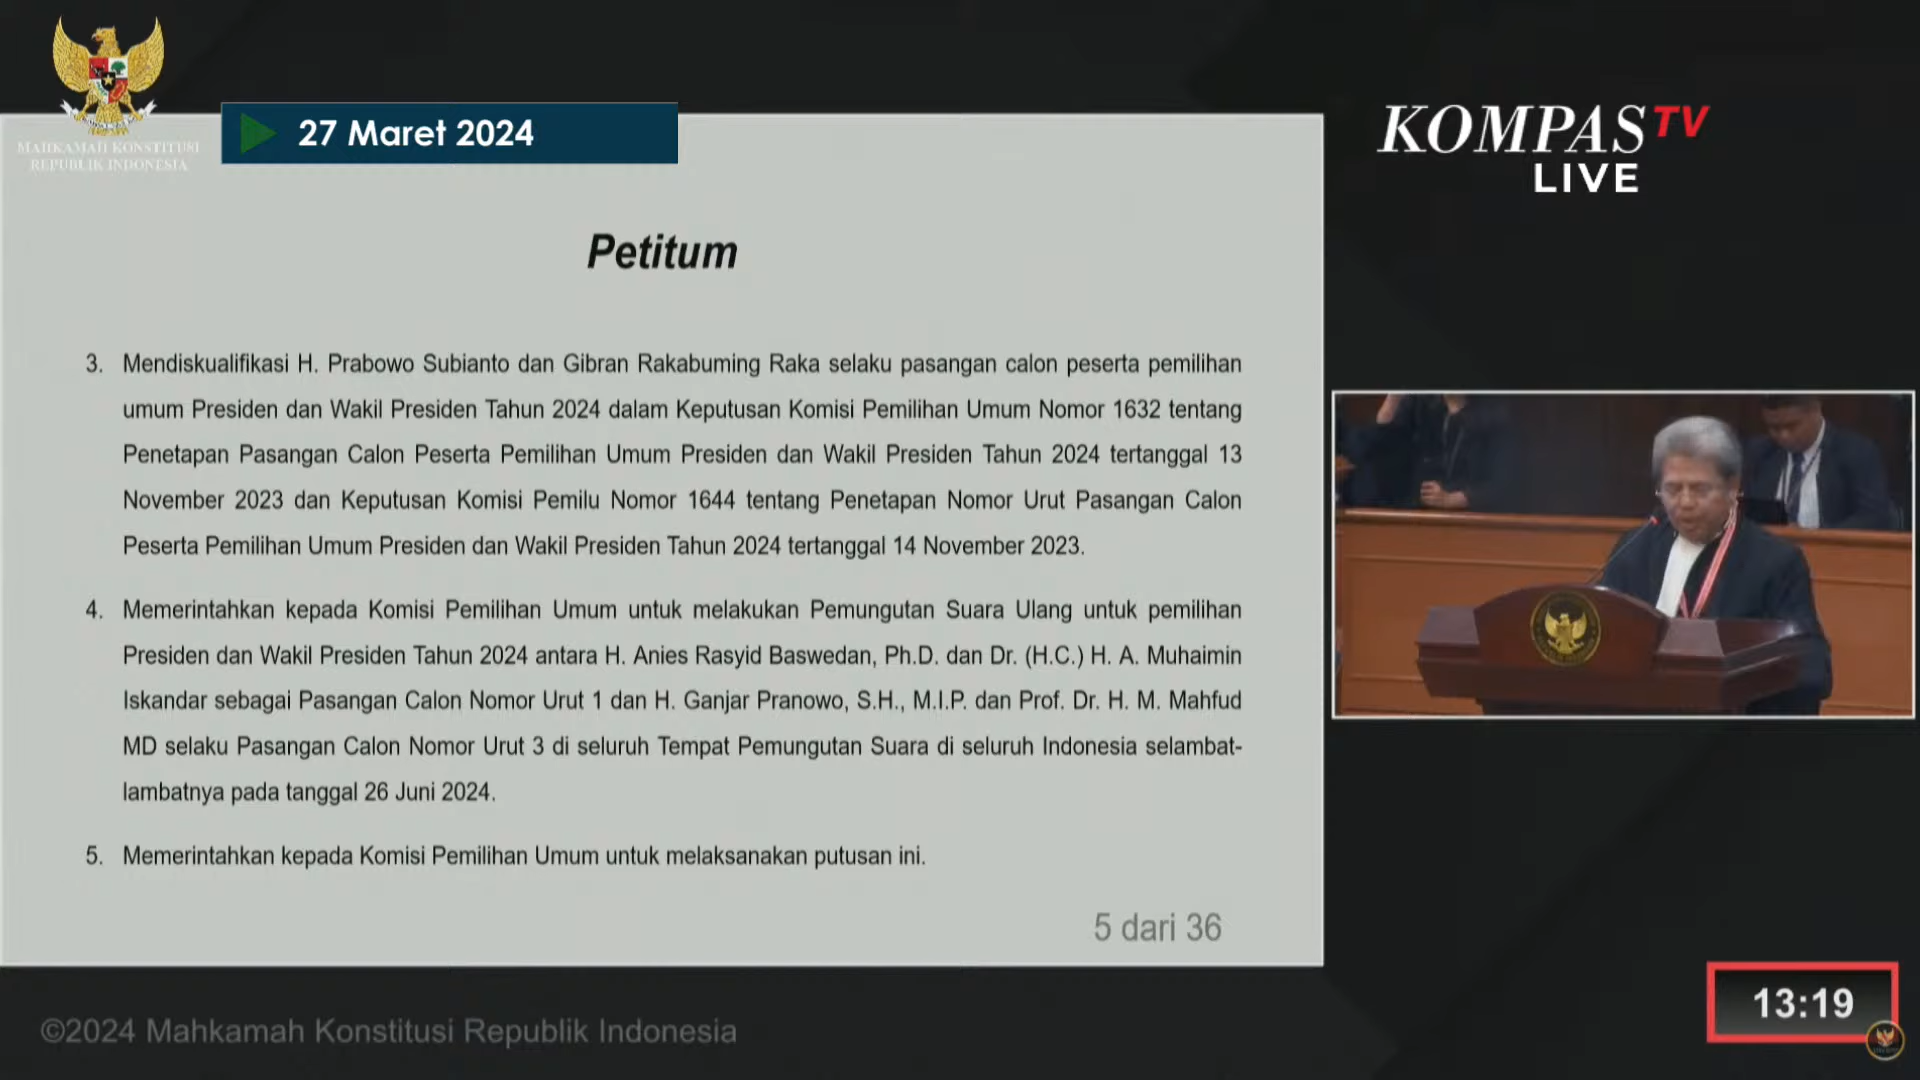 MAHKAMAH KONSTITUSI
REPUBLIK INDONESIA
27 Maret 2024
KOMPAS TV
LIVE
Petitum
3. Mendiskualifikasi H. Prabowo Subianto dan Gibran Rakabuming Raka selaku pasangan calon peserta pemilihan
umum Presiden dan Wakil Presiden Tahun 2024 dalam Keputusan Komisi Pemilihan Umum Nomor 1632 tentang
Penetapan Pasangan Calon Peserta Pemilihan Umum Presiden dan Wakil Presiden Tahun 2024 tertanggal 13
November 2023 dan Keputusan Komisi Pemilu Nomor 1644 tentang Penetapan Nomor Urut Pasangan Calon
Peserta Pemilihan Umum Presiden dan Wakil Presiden Tahun 2024 tertanggal 14 November 2023.
4. Memerintahkan kepada Komisi Pemilihan Umum untuk melakukan Pemungutan Suara Ulang untuk pemilihan
Presiden dan Wakil Presiden Tahun 2024 antara H. Anies Rasyid Baswedan, Ph.D. dan Dr. (H.C.) H. A. Muhaimin
Iskandar sebagai Pasangan Calon Nomor Urut 1 dan H. Ganjar Pranowo, S.H., M.I.P. dan Prof. Dr. H. M. Mahfud
MD selaku Pasangan Calon Nomor Urut 3 di seluruh Tempat Pemungutan Suara di seluruh Indonesia selambat-
lambatnya pada tanggal 26 Juni 2024.
5. Memerintahkan kepada Komisi Pemilihan Umum untuk melaksanakan putusan ini.
5 dari 36
13:19
©2024 Mahkamah Konstitusi Republik Indonesia